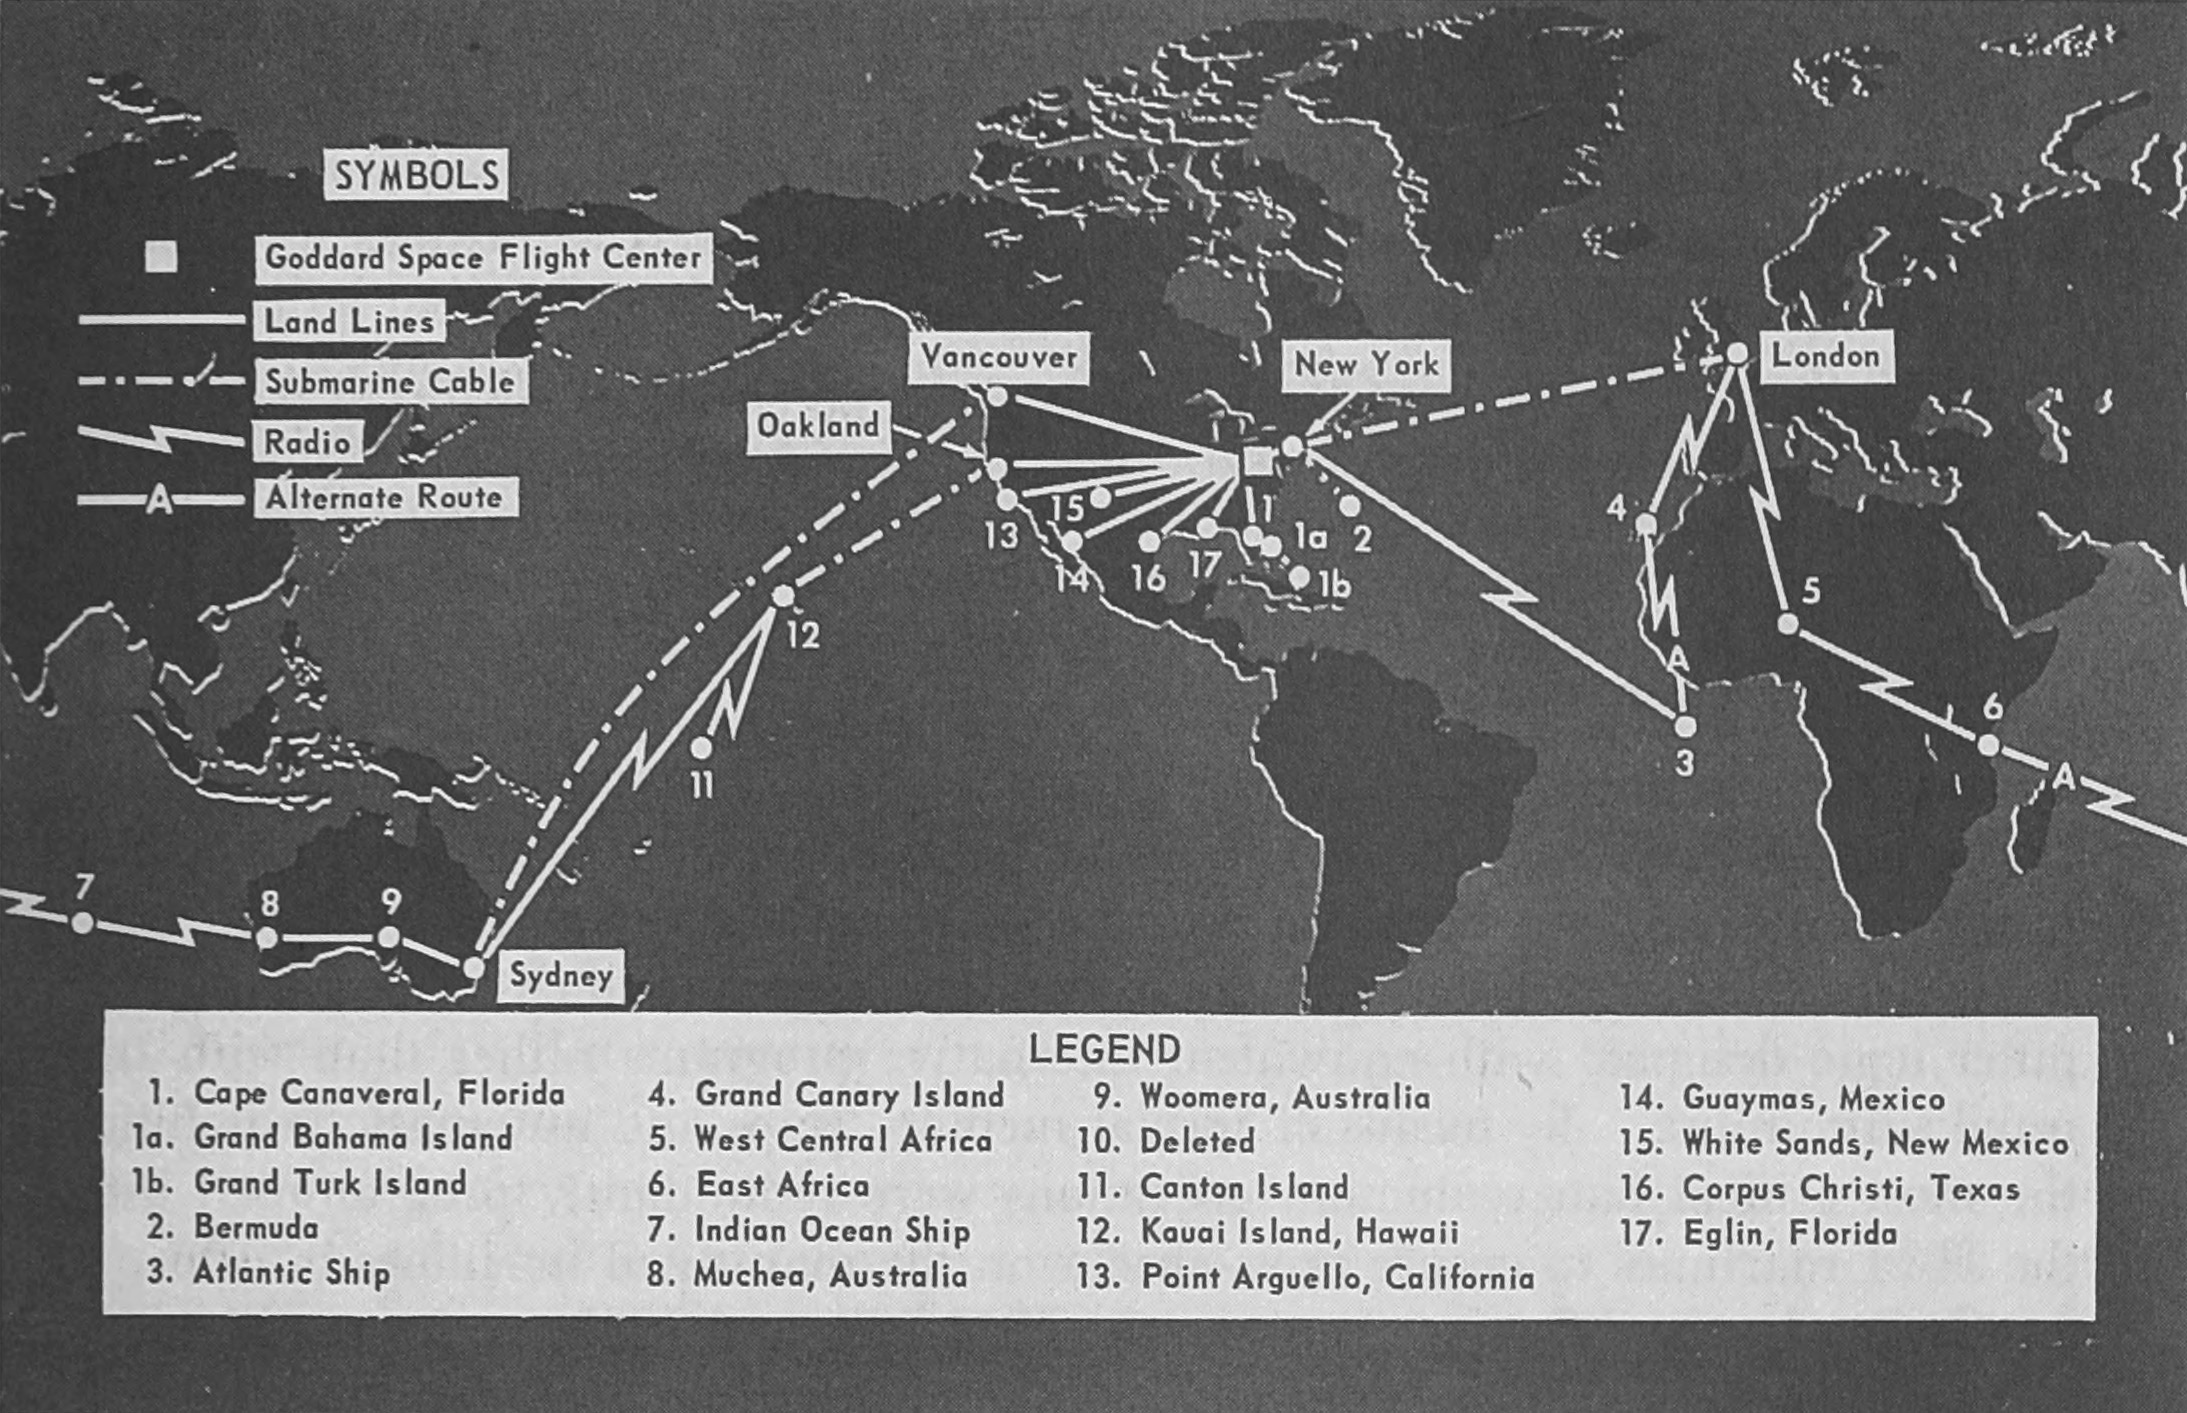 SYMBOLS
Goddard Space Flight Center
Land Lines
Submarine Cable
Radio
A
Alternate Route
Vancouver
New York
London
Oakland
15
13
14
16
17
1
1a
1b
2
4
5
A
6
A
3
12
11
7
8
9
Sydney
LEGEND
1. Cape Canaveral, Florida
1a. Grand Bahama Island
1b. Grand Turk Island
2. Bermuda
3. Atlantic Ship
4. Grand Canary Island
5. West Central Africa
6. East Africa
7. Indian Ocean Ship
8. Muchea, Australia
9. Woomera, Australia
10. Deleted
11. Canton Island
12. Kauai Island, Hawaii
13. Point Arguello, California
14. Guaymas, Mexico
15. White Sands, New Mexico
16. Corpus Christi, Texas
17. Eglin, Florida